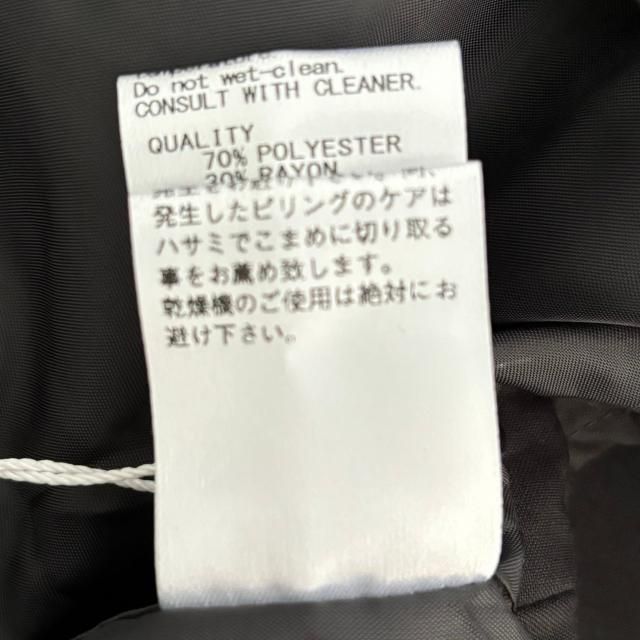 Do not wet-clean.
CONSULT WITH CLEANER.
QUALITY
70% POLYESTER
30% RAYON
発生したピリングのケアは
ハサミでこまめに切り取る
事をお薦め致します。
乾燥機のご使用は絶対にお
避け下さい。